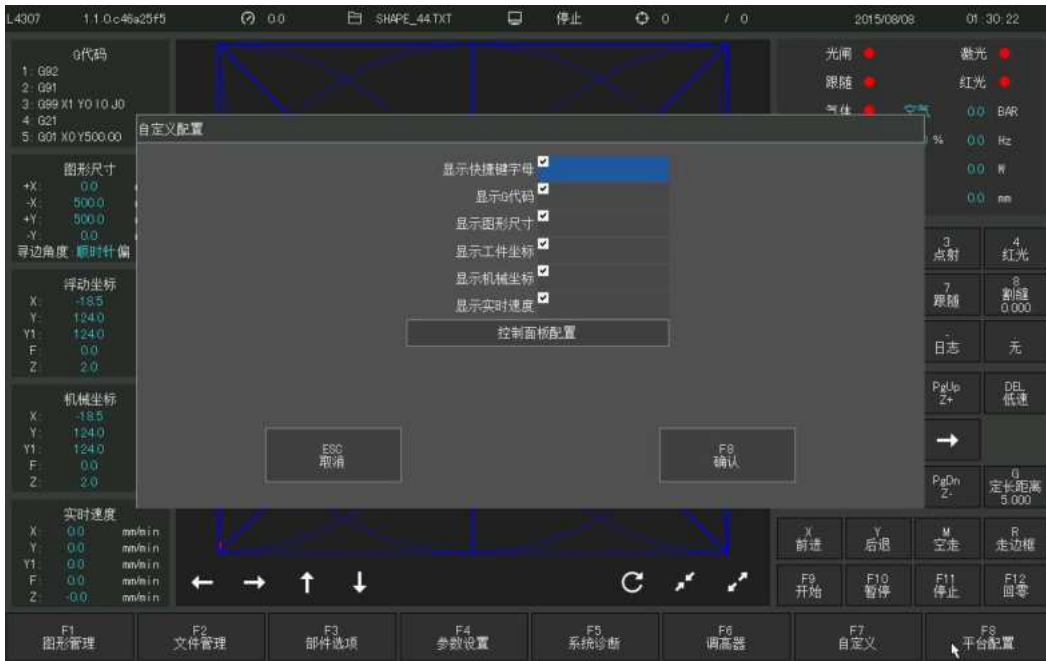 L4307 1.1.0.c46a25f5 0.0 SHAPE_44.TXT 停止 0 / 0 2015/08/08 01:30:22
G代码
1: G92
2: G91
3: G99 X1 Y0 I0 J0
4: G21
5: G01 X0 Y500.00
图形尺寸
+X: 0.0
-X: 500.0
+Y: 500.0
-Y: 0.0
寻边角度:顺时针偏
浮动坐标
X: -18.5
Y: 124.0
Y1: 124.0
F: 0.0
Z: 2.0
机械坐标
X: -18.5
Y: 124.0
Y1: 124.0
F: 0.0
Z: 2.0
实时速度
X: 0.0 mm/min
Y: 0.0 mm/min
Y1: 0.0 mm/min
F: 0.0 mm/min
Z: -0.0 mm/min
自定义配置
显示快捷键字母
显示G代码
显示图形尺寸
显示工件坐标
显示机械坐标
显示实时速度
控制面板配置
ESC
取消
F8
确认
光闸 激光
跟随 红光
气体 空气 0.0 BAR
% 0.0 Hz
0.0 W
0.0 mm
3
点射
4
红光
7
跟随
8
割缝
0.000
-
日志
无
PgUp
Z+
DEL
低速
PgDn
Z-
G
定长距离
5.000
X
前进
Y
后退
M
空走
R
走边框
F9
开始
F10
暂停
F11
停止
F12
回零
F1
图形管理
F2
文件管理
F3
部件选项
F4
参数设置
F5
系统诊断
F6
调高器
F7
自定义
F8
平台配置